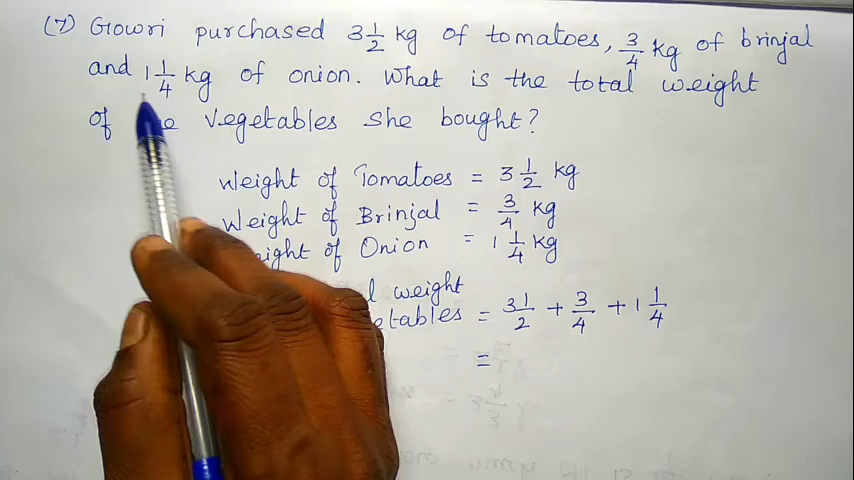 (7) Gowri purchased 3 1/2 kg of tomatoes, 3/4 kg of brinjal
and 1 1/4 kg of onion. What is the total weight
of vegetables she bought?
Weight of Tomatoes = 3 1/2 kg
Weight of Brinjal = 3/4 kg
of Onion = 1 1/4 kg
weight
= 3 1/2 + 3/4 + 1 1/4
=